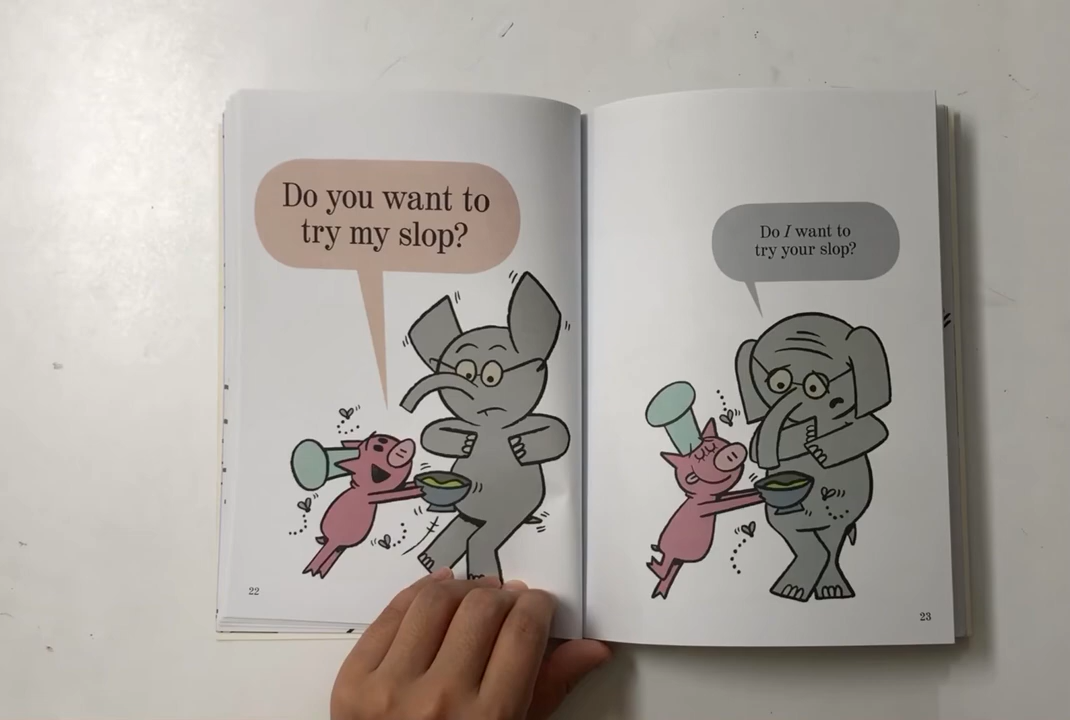 Do you want to
try my slop?
22
Do I want to
try your slop?
23